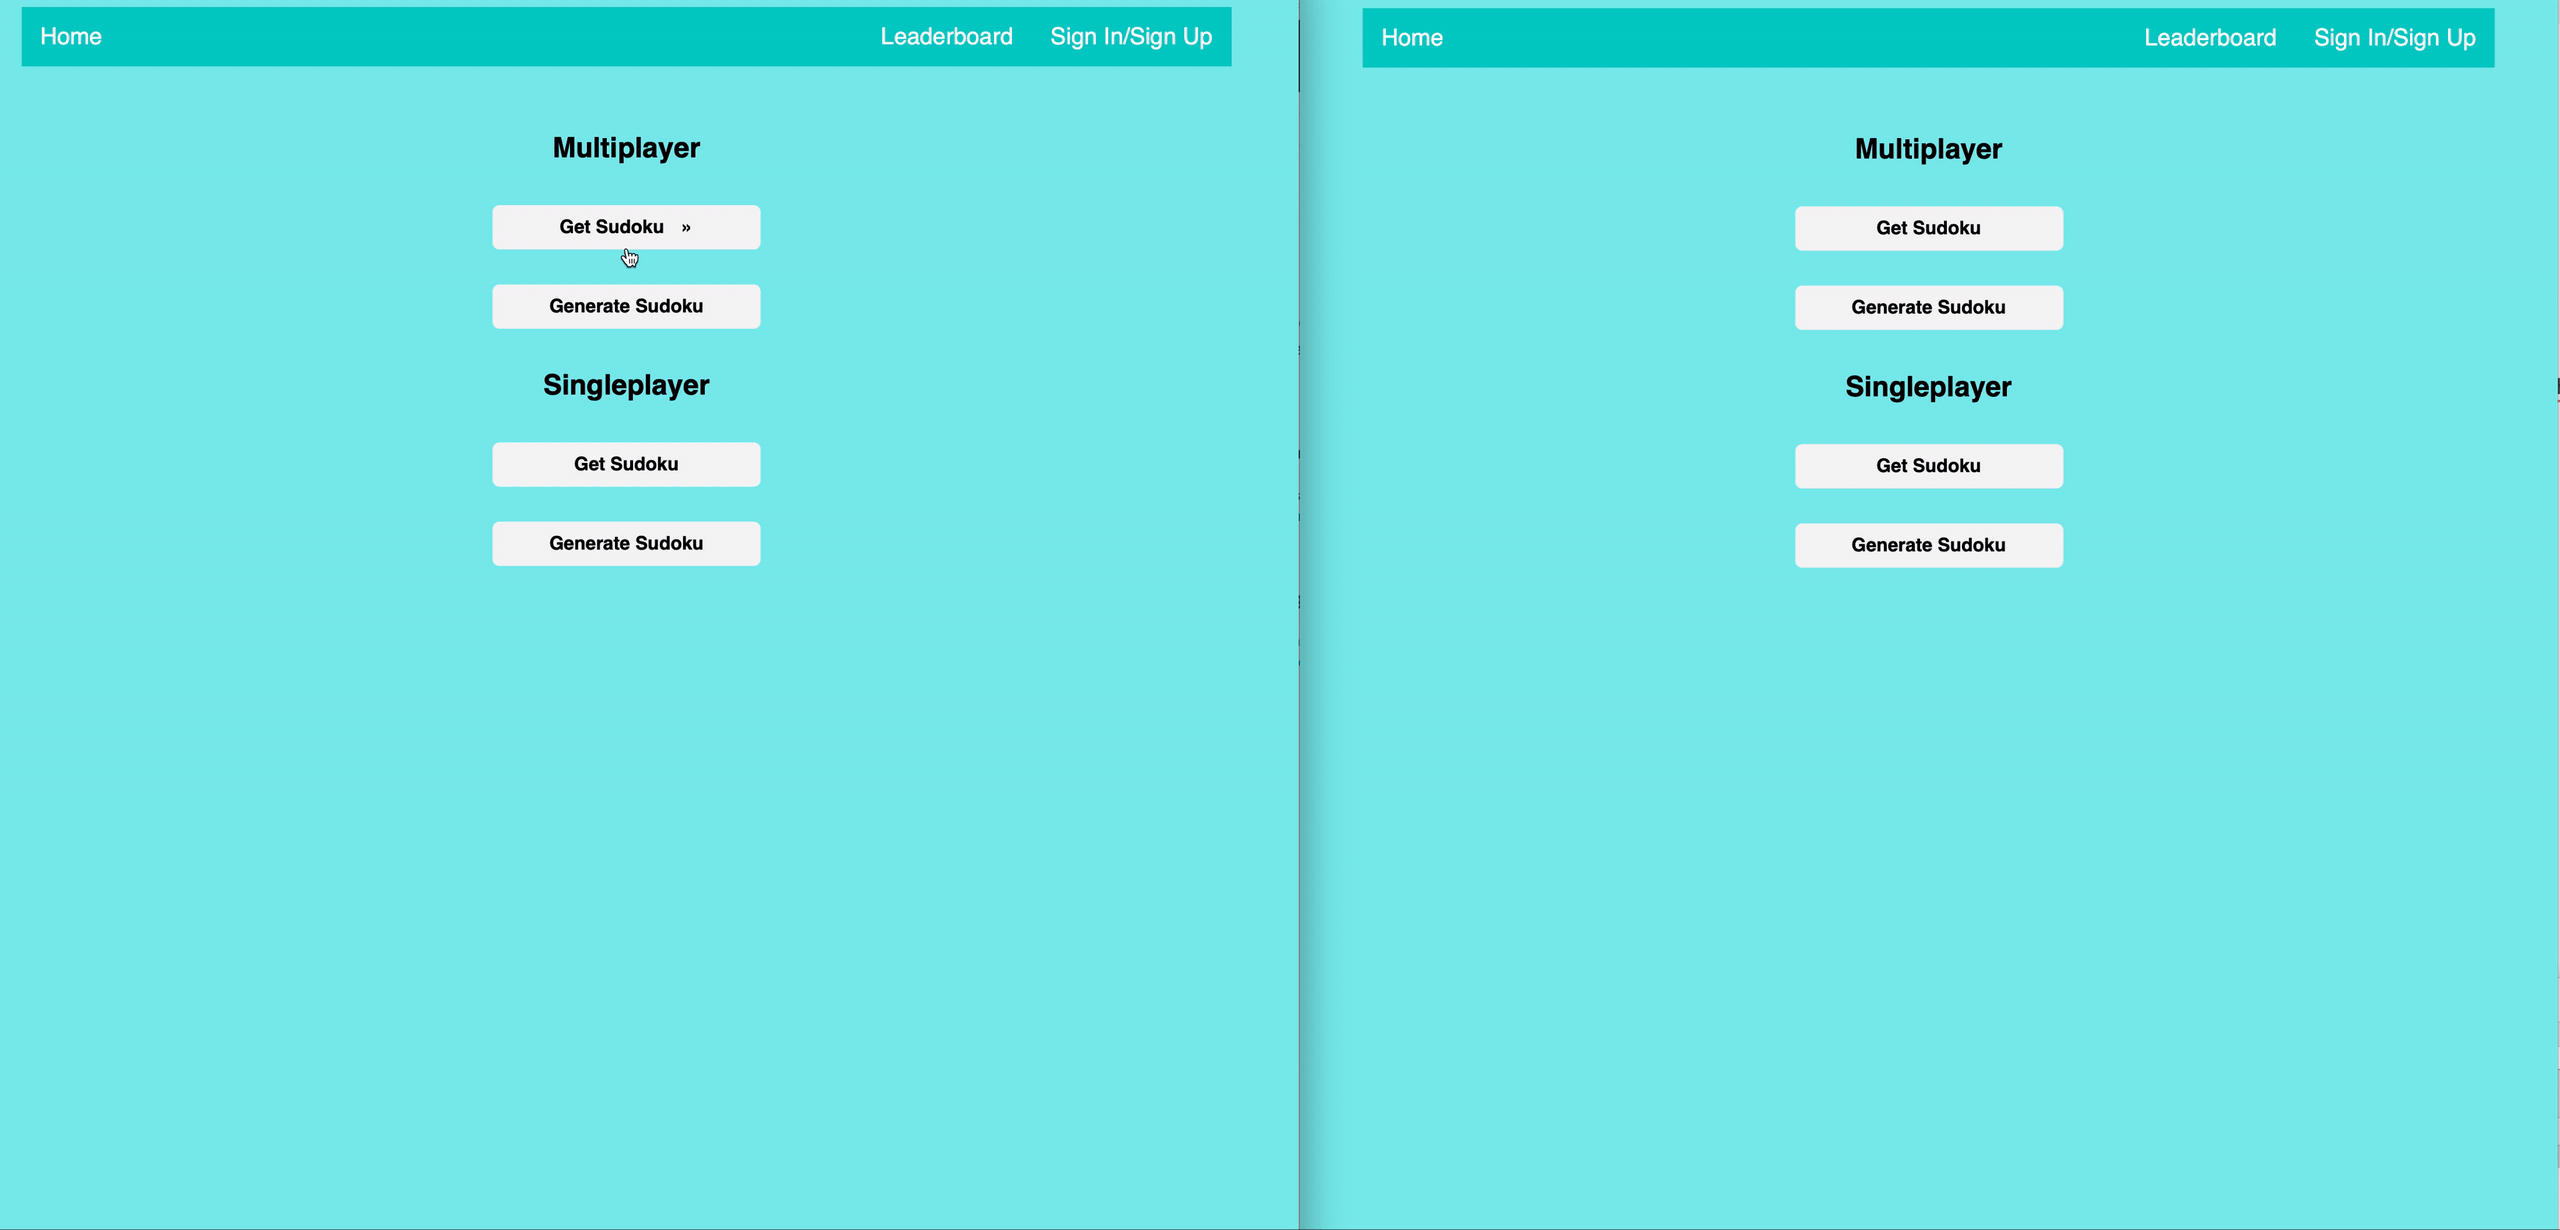 Home Leaderboard Sign In/Sign Up
Multiplayer
Get Sudoku »
Generate Sudoku
Singleplayer
Get Sudoku
Generate Sudoku
Home Leaderboard Sign In/Sign Up
Multiplayer
Get Sudoku
Generate Sudoku
Singleplayer
Get Sudoku
Generate Sudoku